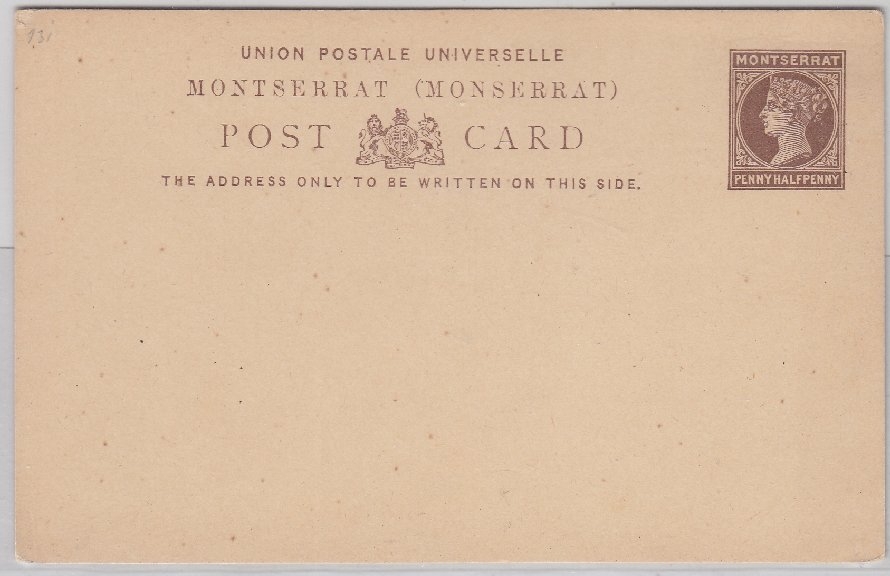 UNION POSTALE UNIVERSELLE
MONTSERRAT (MONSERRAT)
POST CARD
THE ADDRESS ONLY TO BE WRITTEN ON THIS SIDE.
MONTSERRAT
PENNY HALFPENNY